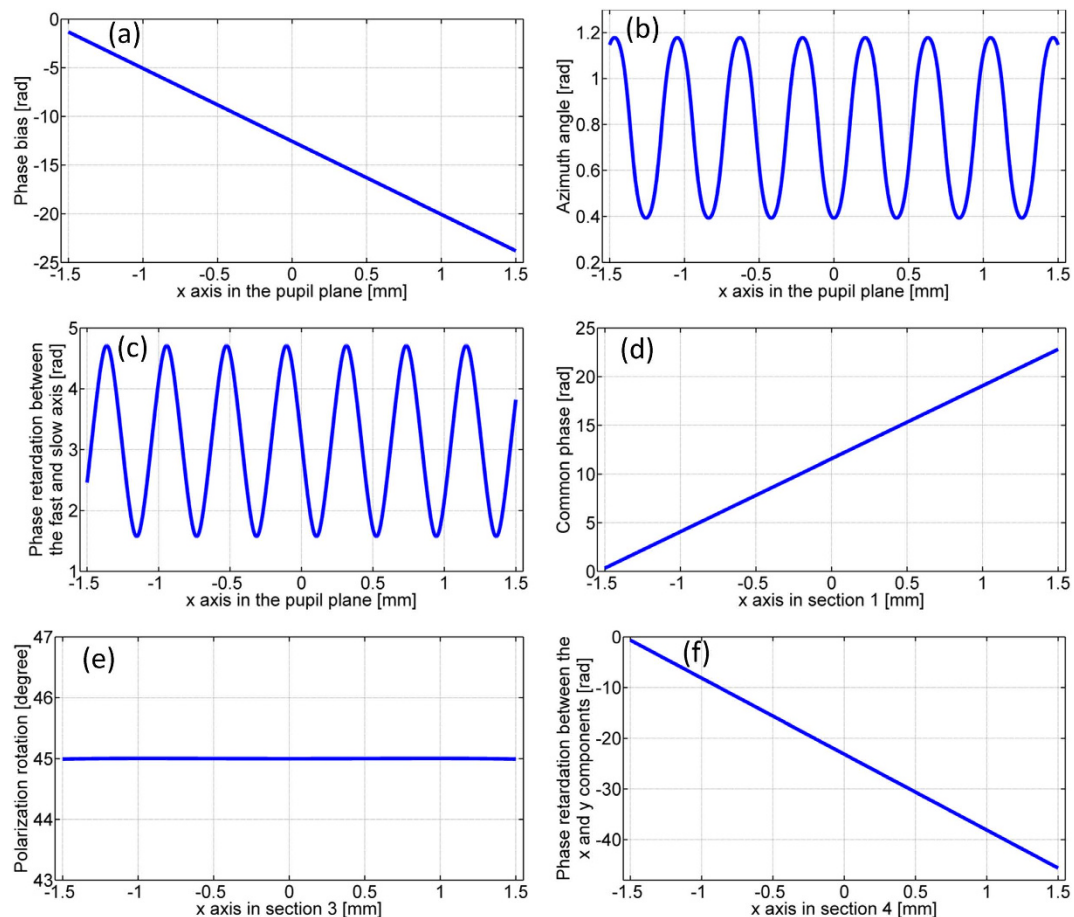 (a)
Phase bias [rad]
0
-5
-10
-15
-20
-25
-1.5 -1 -0.5 0 0.5 1 1.5
x axis in the pupil plane [mm]
(b)
Azimuth angle [rad]
1.2
1
0.8
0.6
0.4
0.2
-1.5 -1 -0.5 0 0.5 1 1.5
x axis in the pupil plane [mm]
(c)
Phase retardation between
the fast and slow axis [rad]
5
4
3
2
1
-1.5 -1 -0.5 0 0.5 1 1.5
x axis in the pupil plane [mm]
(d)
Common phase [rad]
25
20
15
10
5
0
-1.5 -1 -0.5 0 0.5 1 1.5
x axis in section 1 [mm]
(e)
Polarization rotation [degree]
47
46
45
44
43
-1.5 -1 -0.5 0 0.5 1 1.5
x axis in section 3 [mm]
(f)
Phase retardation between the
x and y components [rad]
0
-10
-20
-30
-40
-1.5 -1 -0.5 0 0.5 1 1.5
x axis in section 4 [mm]